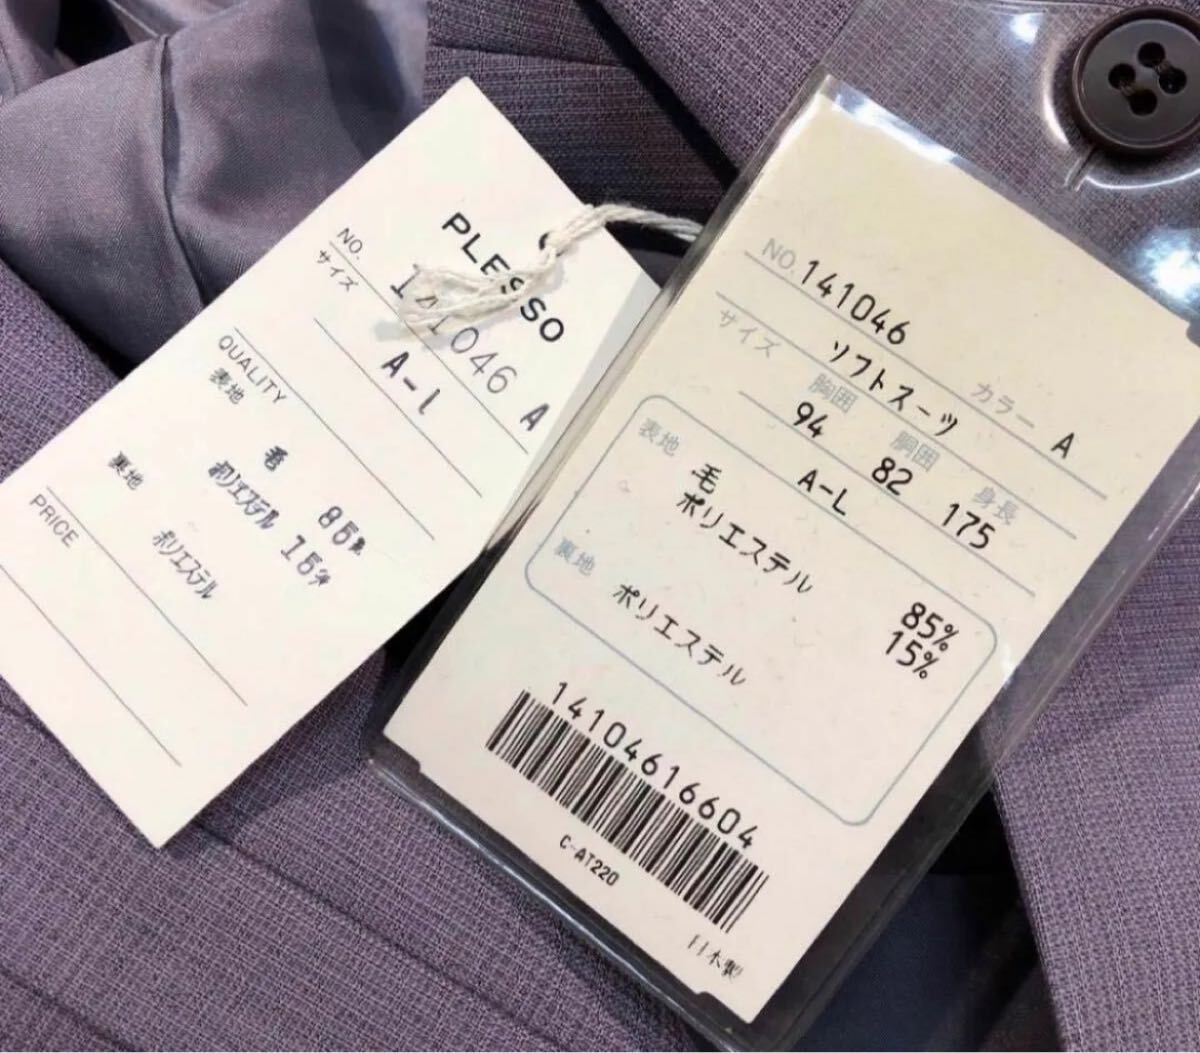 PLESSO
NO. 141046 A
サイズ A-L
QUALITY
表地 毛 85%
ポリエステル 15%
裏地 ポリエステル
PRICE
NO. 141046 カラー A
ソフトスーツ
サイズ 胸囲 胴囲 身長
94 82 175
A-L
表地 毛 85%
ポリエステル 15%
裏地
ポリエステル
14104616604
C-AT220
日本製